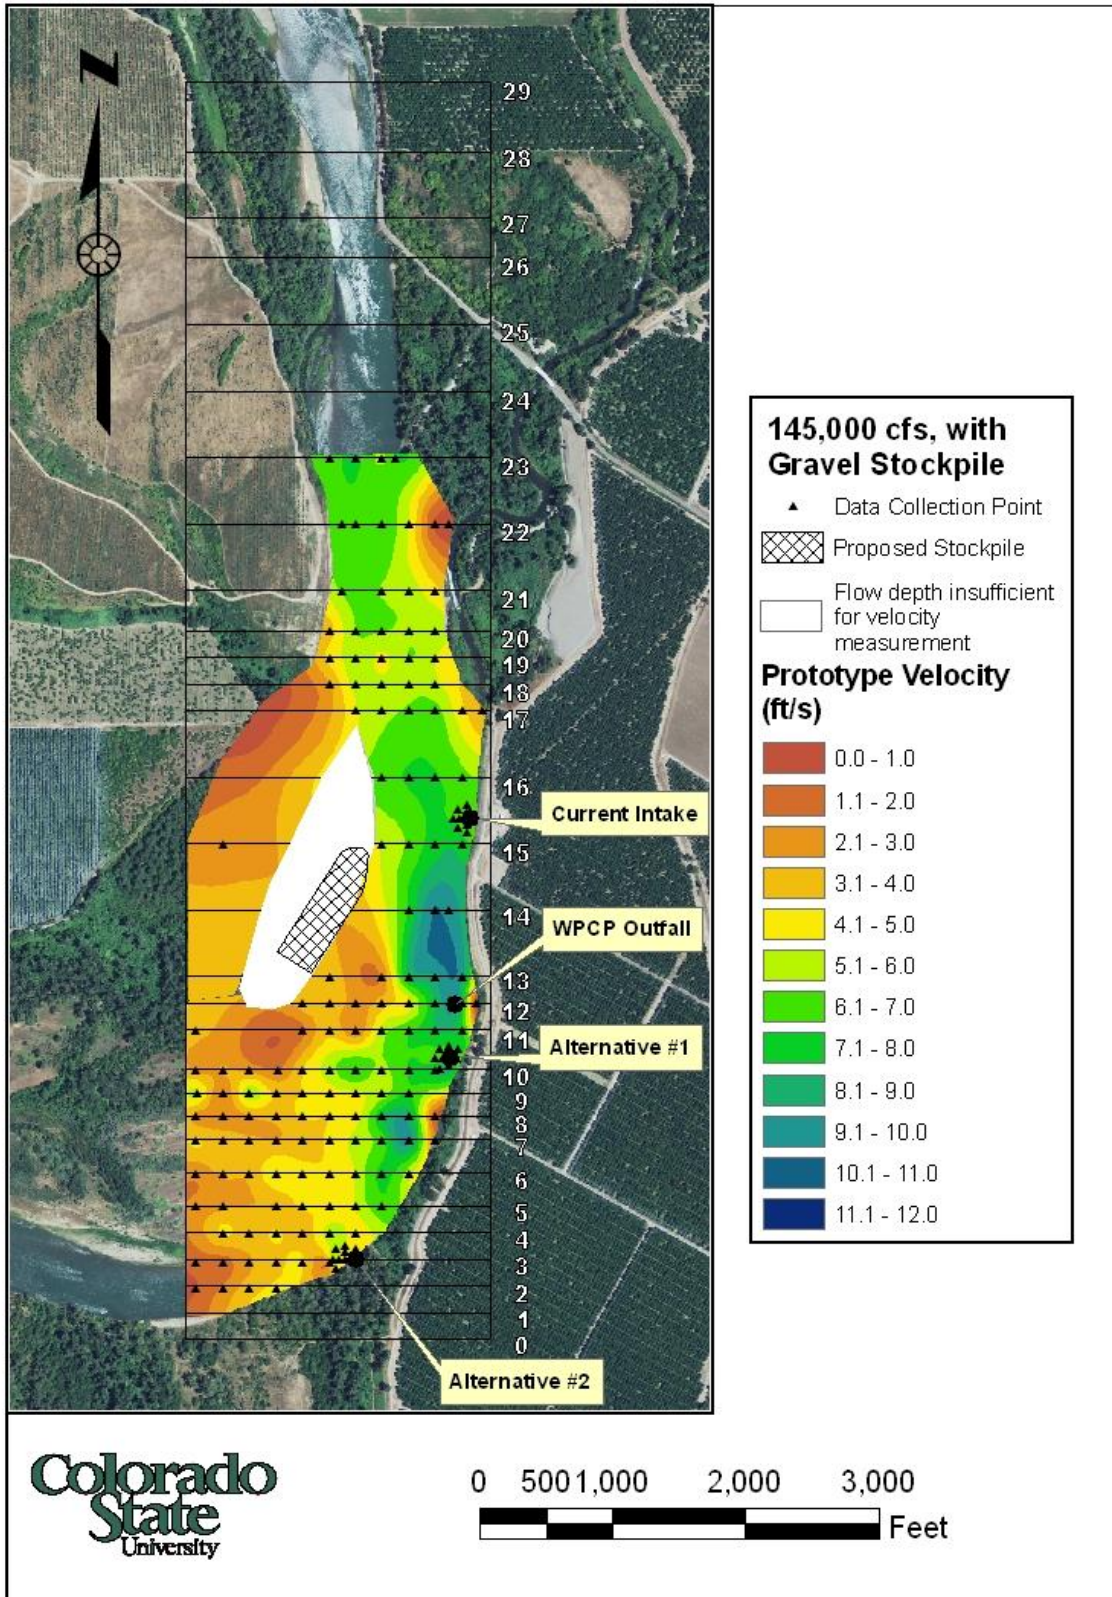 N
29
28
27
26
25
24
23
22
21
20
19
18
17
16
15
14
13
12
11
10
9
8
7
6
5
4
3
2
1
0
Current Intake
WPCP Outfall
Alternative #1
Alternative #2
145,000 cfs, with
Gravel Stockpile
Data Collection Point
Proposed Stockpile
Flow depth insufficient
for velocity
measurement
Prototype Velocity
(ft/s)
0.0 - 1.0
1.1 - 2.0
2.1 - 3.0
3.1 - 4.0
4.1 - 5.0
5.1 - 6.0
6.1 - 7.0
7.1 - 8.0
8.1 - 9.0
9.1 - 10.0
10.1 - 11.0
11.1 - 12.0
Colorado
State
University
0 500 1,000 2,000 3,000
Feet